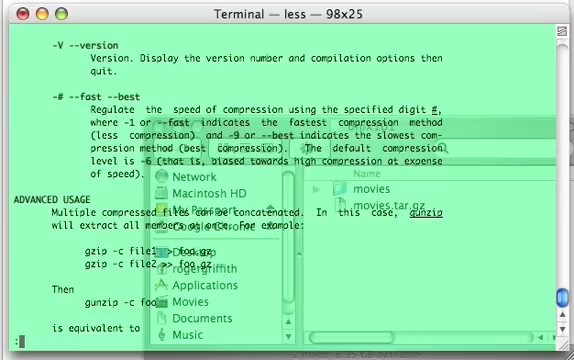 Terminal — less — 98x25
-V --version
Version. Display the version number and compilation options then
quit.
-# --fast --best
Regulate the speed of compression using the specified digit #,
where -1 or --fast indicates the fastest compression method
(less compression) and -9 or --best indicates the slowest com-
pression method (best compression). The default compression
level is -6 (that is, biased towards high compression at expense
of speed).
Name
Network
Macintosh HD
My Passport
Google Chrome
Desktop
rogergriffith
Applications
Movies
Documents
Music
movies
movies.tar.gz
ADVANCED USAGE
Multiple compressed files can be concatenated. In this case, gunzip
will extract all members at once. For example:
gzip -c file1 > foo.gz
gzip -c file2 >> foo.gz
Then
gunzip -c foo
is equivalent to
: